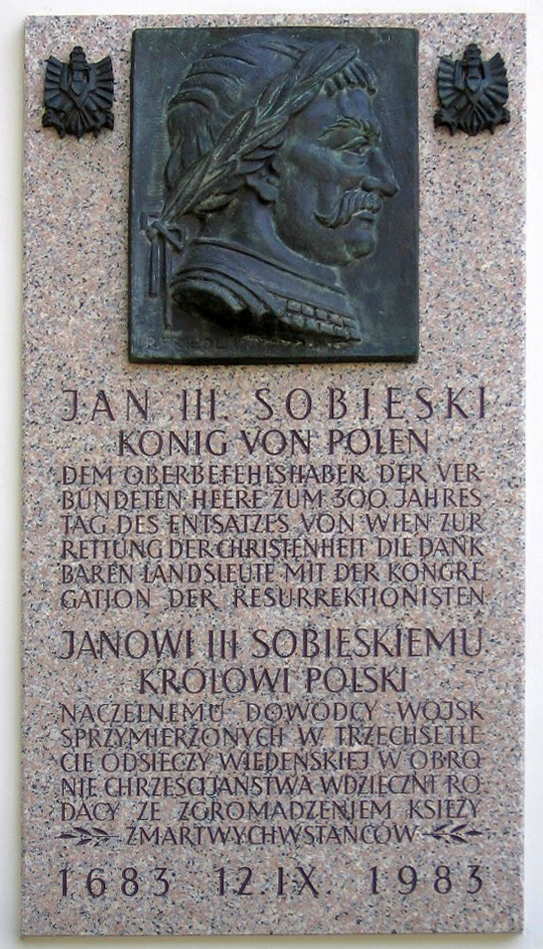 JAN III. SOBIESKI
KÖNIG VON POLEN
DEM OBERBEFEHLSHABER DER VER
BÜNDETEN HEERE ZUM 300. JAHRES
TAG DES ENTSATZES VON WIEN ZUR
RETTUNG DER CHRISTENHEIT DIE DANK
BAREN LANDSLEUTE MIT DER KONGRE
GATION DER RESURREKTIONISTEN
JANOWI III SOBIESKIEMU
KRÓLOWI POLSKI
NACZELNEMU DOWÓDCY WOJSK
SPRZYMIERZONYCH W TRZECHSETLE
CIE ODSIECZY WIEDEŃSKIEJ W OBRO
NIE CHRZEŚCIJAŃSTWA WDZIĘCZNI RO
DACY ZE ZGROMADZENIEM KSIĘŻY
ZMARTWYCHWSTAŃCÓW
1683 12.IX. 1983